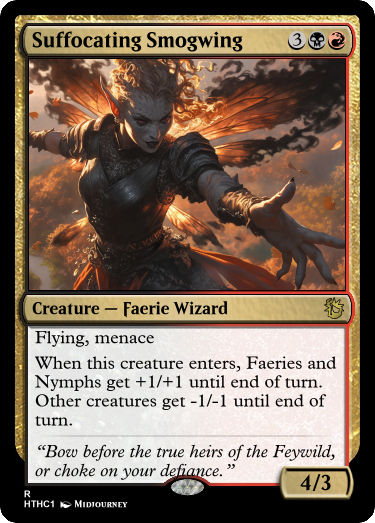 Suffocating Smogwing 3
Creature — Faerie Wizard
Flying, menace
When this creature enters, Faeries and
Nymphs get +1/+1 until end of turn.
Other creatures get -1/-1 until end of
turn.
“Bow before the true heirs of the Feywild,
or choke on your defiance.”
4/3
R
HTHC1 Midjourney